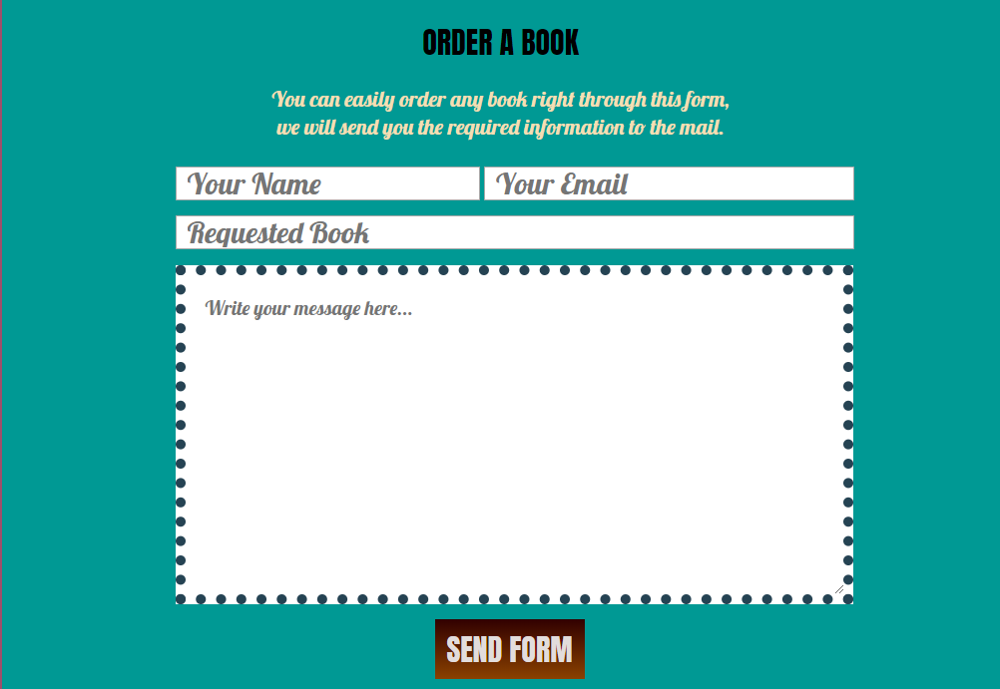 ORDER A BOOK
You can easily order any book right through this form,
we will send you the required information to the mail.
Your Name Your Email
Requested Book
Write your message here...
SEND FORM